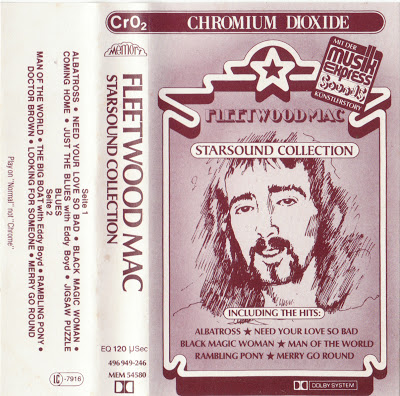 Seite 1
ALBATROSS • NEED YOUR LOVE SO BAD • BLACK MAGIC WOMAN •
COMING HOME • JUST THE BLUES with Eddy Boyd • JIGSAW PUZZLE
BLUES
Seite 2
MAN OF THE WORLD • THE BIG BOAT with Eddy Boyd • RAMBLING PONY •
DOCTOR BROWN • LOOKING FOR SOMEONE • MERRY GO ROUND
Play on "Normal" not "Chrome"
LC-7916
CrO2
memory
FLEETWOOD MAC
STARSOUND COLLECTION
EQ 120 µ/Sec
496 949-246
MEM 54580
CHROMIUM DIOXIDE
MIT DER
musik
express
Sounds
KÜNSTLERSTORY
FLEETWOOD MAC
STARSOUND COLLECTION
INCLUDING THE HITS:
ALBATROSS ★ NEED YOUR LOVE SO BAD
BLACK MAGIC WOMAN ★ MAN OF THE WORLD
RAMBLING PONY ★ MERRY GO ROUND
DOLBY SYSTEM